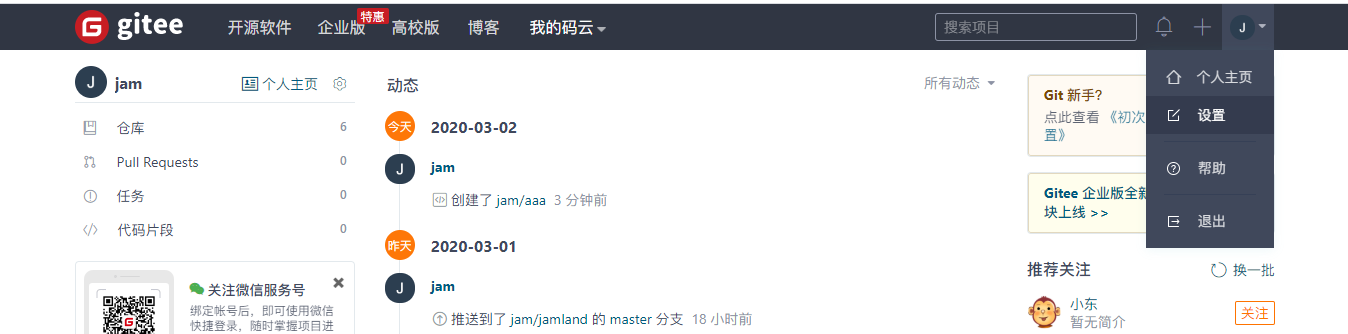 G gitee 开源软件 企业版 特惠 高校版 博客 我的码云 搜索项目 J
J jam 个人主页
仓库 6
Pull Requests 0
任务 0
代码片段 0
关注微信服务号
绑定帐号后，即可使用微信
快捷登录，随时掌握项目进
动态 所有动态
今天 2020-03-02
J jam
创建了 jam/aaa 3 分钟前
昨天 2020-03-01
J jam
推送到了 jam/jamland 的 master 分支 18 小时前
Git 新手？
点此查看 《初次
置》
Gitee 企业版全新
块上线 >>
个人主页
设置
帮助
退出
推荐关注 换一批
小东 关注
暂无简介